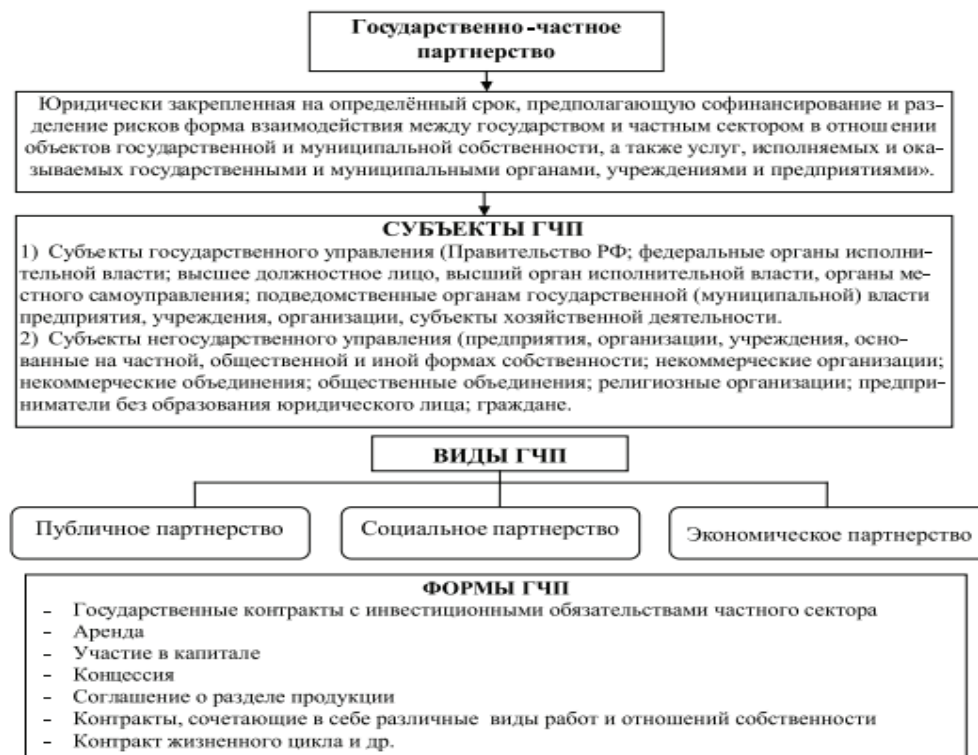 Государственно-частное
партнерство
Юридически закрепленная на определённый срок, предполагающую софинансирование и раз-
деление рисков форма взаимодействия между государством и частным сектором в отношении
объектов государственной и муниципальной собственности, а также услуг, исполняемых и ока-
зываемых государственными и муниципальными органами, учреждениями и предприятиями».
СУБЪЕКТЫ ГЧП
1) Субъекты государственного управления (Правительство РФ; федеральные органы исполни-
тельной власти; высшее должностное лицо, высший орган исполнительной власти, органы ме-
стного самоуправления; подведомственные органам государственной (муниципальной) власти
предприятия, учреждения, организации, субъекты хозяйственной деятельности.
2) Субъекты негосударственного управления (предприятия, организации, учреждения, осно-
ванные на частной, общественной и иной формах собственности; некоммерческие организации;
некоммерческие объединения; общественные объединения; религиозные организации; предпри-
ниматели без образования юридического лица; граждане.
ВИДЫ ГЧП
Публичное партнерство
Социальное партнерство
Экономическое партнерство
ФОРМЫ ГЧП
- Государственные контракты с инвестиционными обязательствами частного сектора
- Аренда
- Участие в капитале
- Концессия
- Соглашение о разделе продукции
- Контракты, сочетающие в себе различные виды работ и отношений собственности
- Контракт жизненного цикла и др.